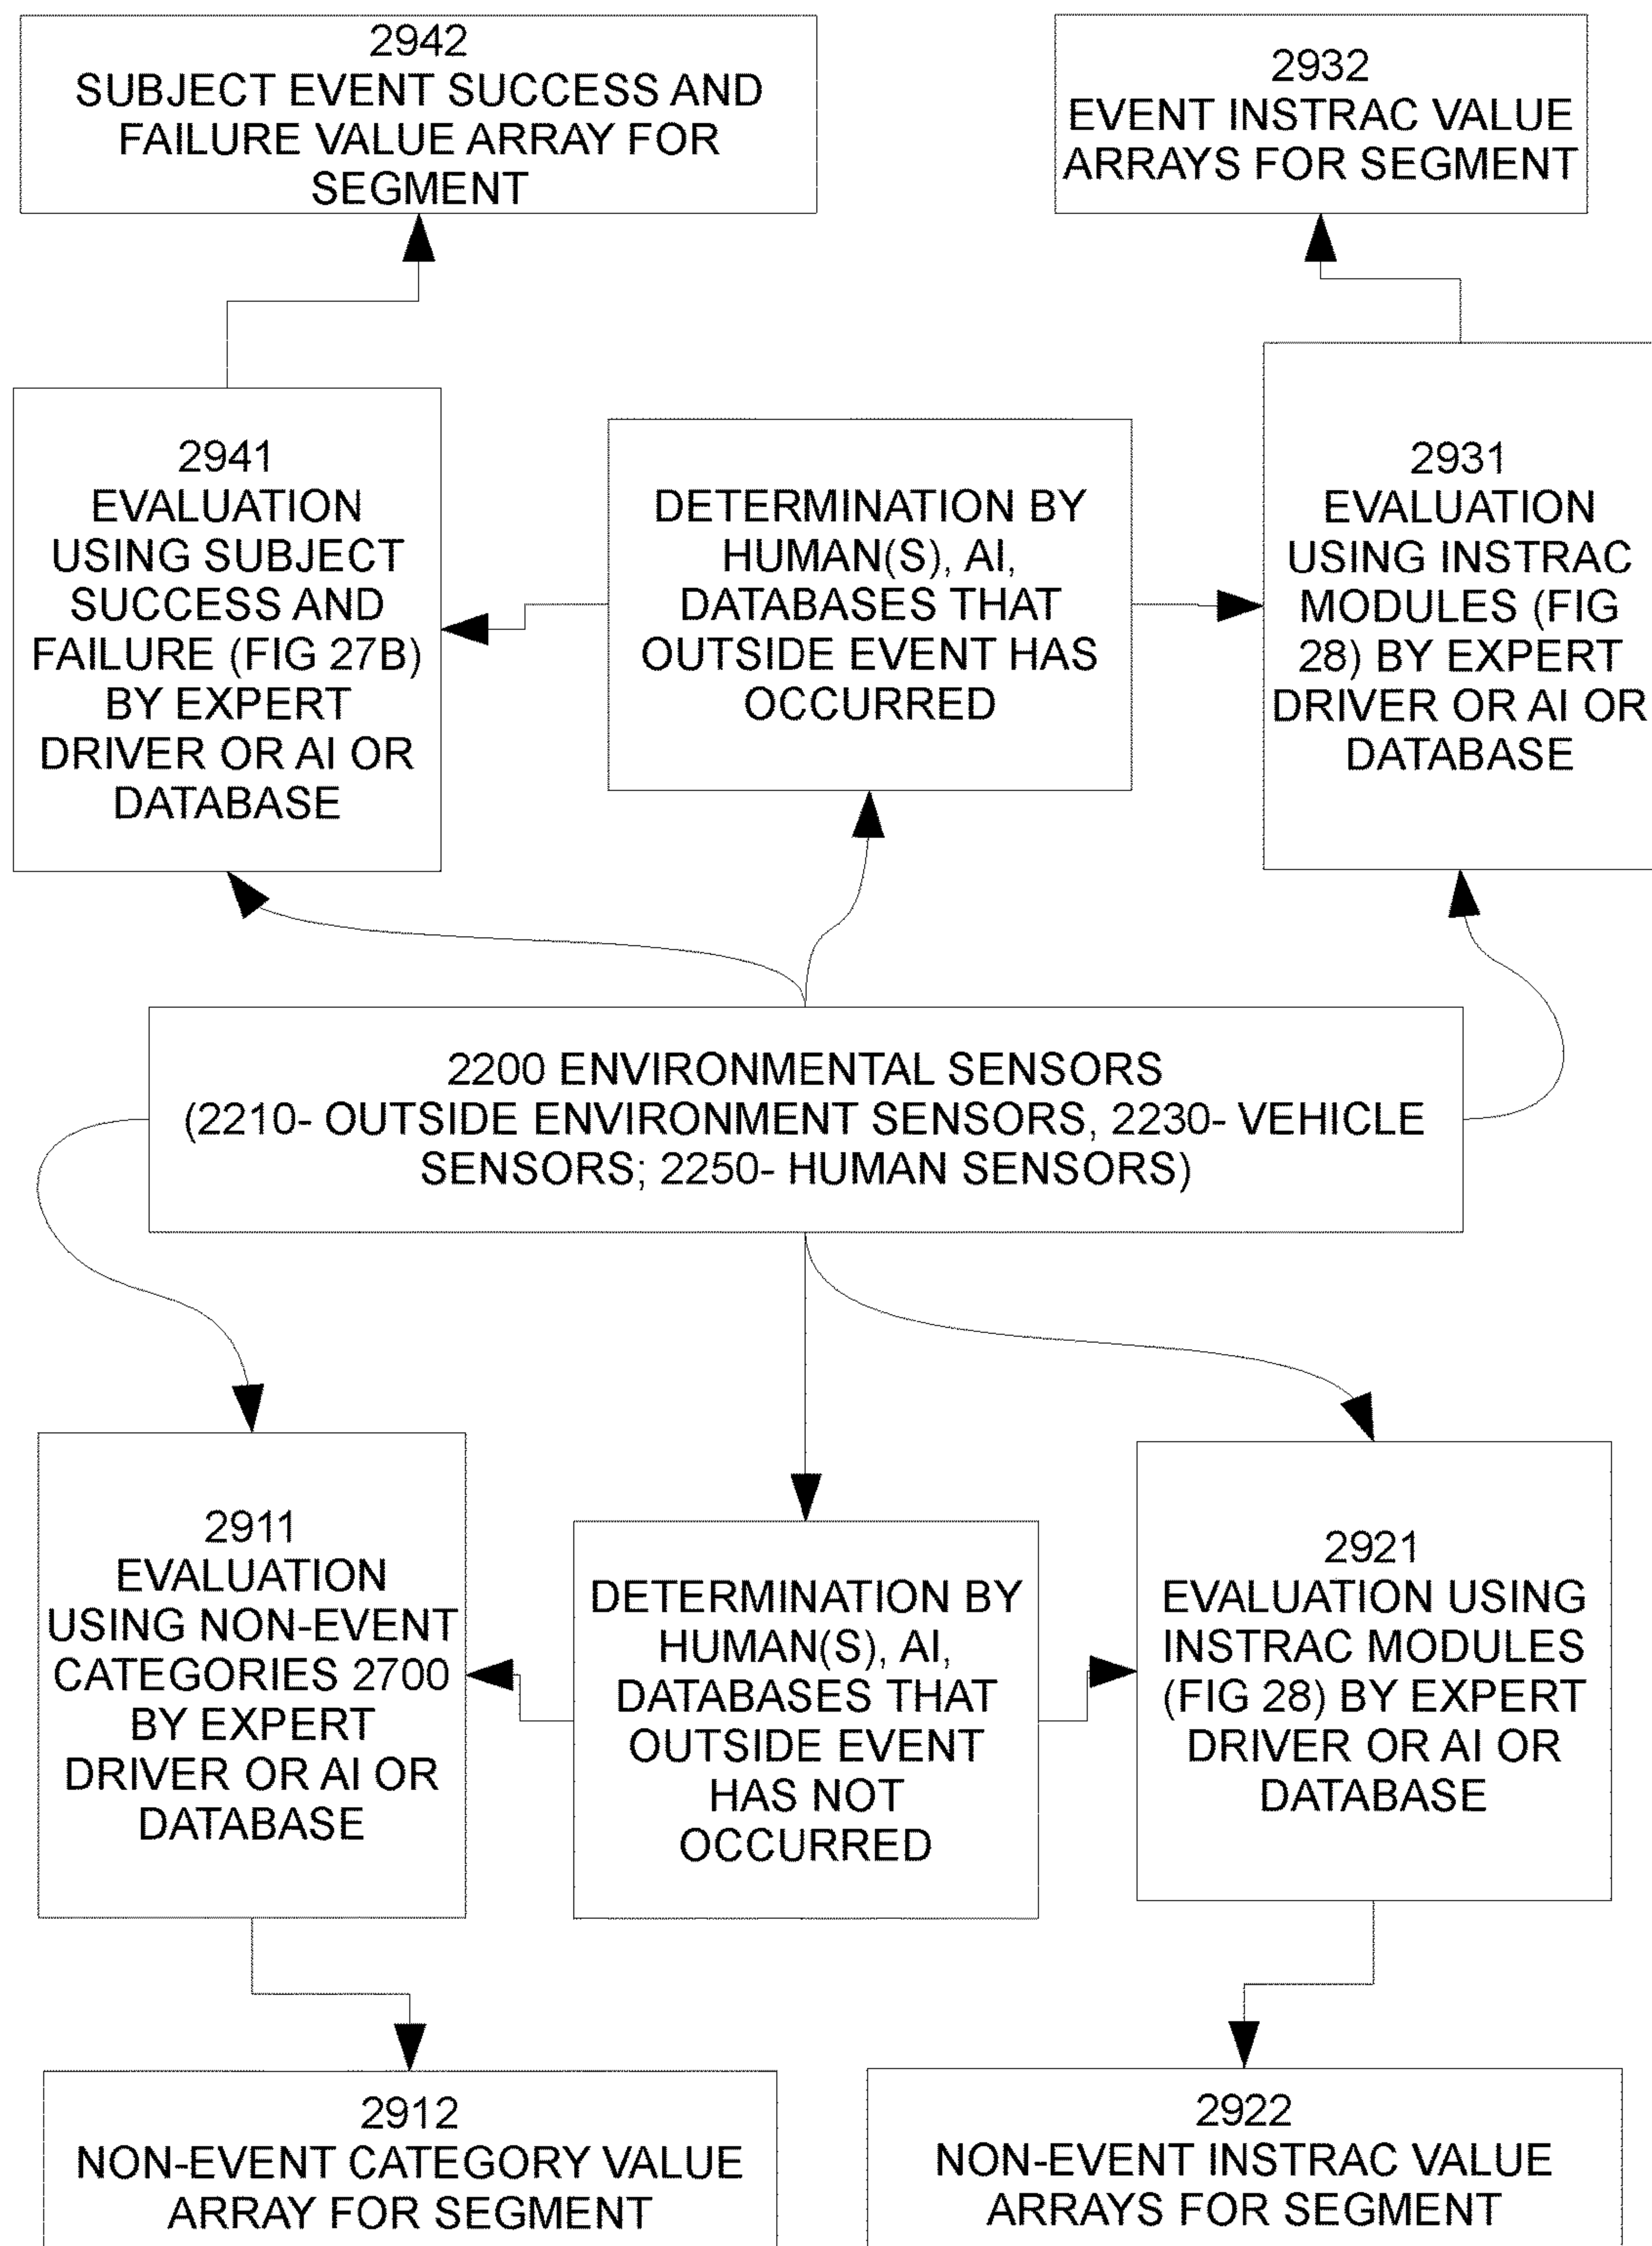 2942
SUBJECT EVENT SUCCESS AND
FAILURE VALUE ARRAY FOR
SEGMENT
2932
EVENT INSTRAC VALUE
ARRAYS FOR SEGMENT
2941
EVALUATION
USING SUBJECT
SUCCESS AND
FAILURE (FIG 27B)
BY EXPERT
DRIVER OR AI OR
DATABASE
DETERMINATION BY
HUMAN(S), AI,
DATABASES THAT
OUTSIDE EVENT HAS
OCCURRED
2931
EVALUATION
USING INSTRAC
MODULES (FIG
28) BY EXPERT
DRIVER OR AI OR
DATABASE
2200 ENVIRONMENTAL SENSORS
(2210- OUTSIDE ENVIRONMENT SENSORS, 2230- VEHICLE
SENSORS; 2250- HUMAN SENSORS)
2911
EVALUATION
USING NON-EVENT
CATEGORIES 2700
BY EXPERT
DRIVER OR AI OR
DATABASE
DETERMINATION BY
HUMAN(S), AI,
DATABASES THAT
OUTSIDE EVENT
HAS NOT
OCCURRED
2921
EVALUATION USING
INSTRAC MODULES
(FIG 28) BY EXPERT
DRIVER OR AI OR
DATABASE
2912
NON-EVENT CATEGORY VALUE
ARRAY FOR SEGMENT
2922
NON-EVENT INSTRAC VALUE
ARRAYS FOR SEGMENT